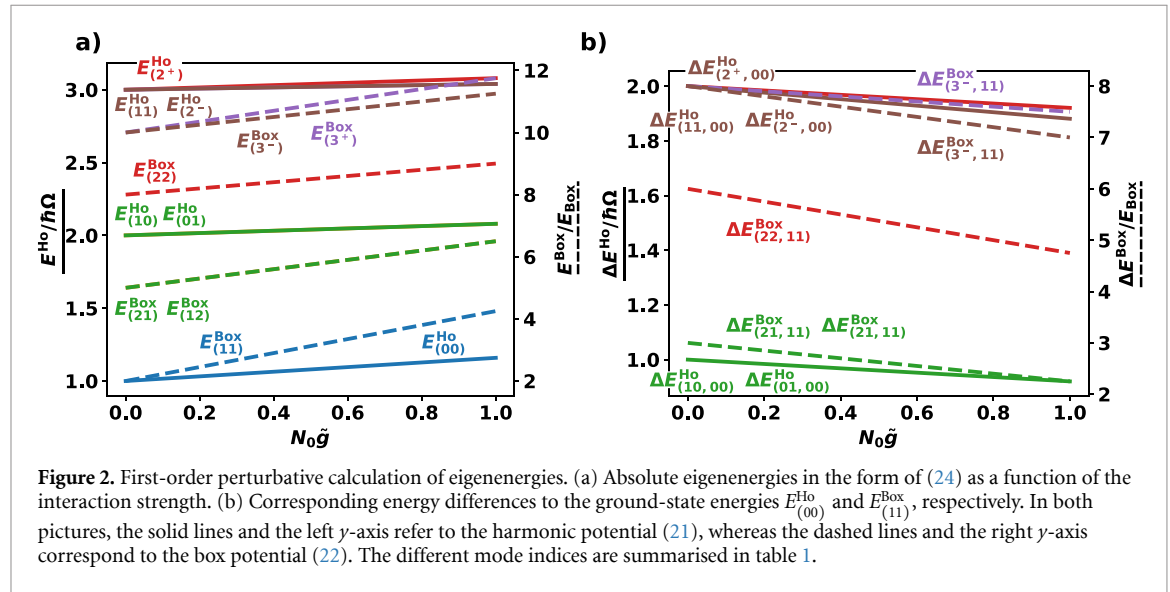 a)
E^Ho_(2+)
E^Ho_(11) E^Ho_(2−)
E^Box_(3−)
E^Box_(3+)
E^Box_(22)
E^Ho_(10) E^Ho_(01)
E^Box_(21) E^Box_(12)
E^Box_(11)
E^Ho_(00)
E^Ho/ℏΩ
3.0
2.5
2.0
1.5
1.0
E^Box/E_Box
12
10
8
6
4
2
0.0 0.2 0.4 0.6 0.8 1.0
N₀g̃
b)
ΔE^Ho_(2+, 00)
ΔE^Box_(3−, 11)
ΔE^Ho_(11, 00) ΔE^Ho_(2−, 00)
ΔE^Box_(3−, 11)
ΔE^Box_(22, 11)
ΔE^Box_(21, 11) ΔE^Box_(21, 11)
ΔE^Ho_(10, 00) ΔE^Ho_(01, 00)
ΔE^Ho/ℏΩ
2.0
1.8
1.6
1.4
1.2
1.0
ΔE^Box/E_Box
8
7
6
5
4
3
2
0.0 0.2 0.4 0.6 0.8 1.0
N₀g̃
Figure 2. First-order perturbative calculation of eigenenergies. (a) Absolute eigenenergies in the form of (24) as a function of the
interaction strength. (b) Corresponding energy differences to the ground-state energies E^Ho_(00) and E^Box_(11), respectively. In both
pictures, the solid lines and the left y-axis refer to the harmonic potential (21), whereas the dashed lines and the right y-axis
correspond to the box potential (22). The different mode indices are summarised in table 1.